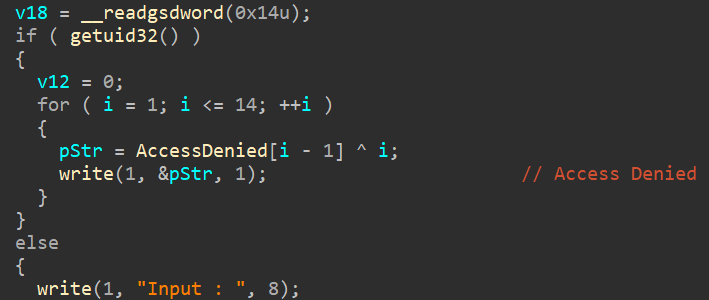 v18 = __readgsdword(0x14u);
if ( getuid32() )
{
v12 = 0;
for ( i = 1; i <= 14; ++i )
{
pStr = AccessDenied[i - 1] ^ i;
write(1, &pStr, 1); // Access Denied
}
}
else
{
write(1, "Input : ", 8);